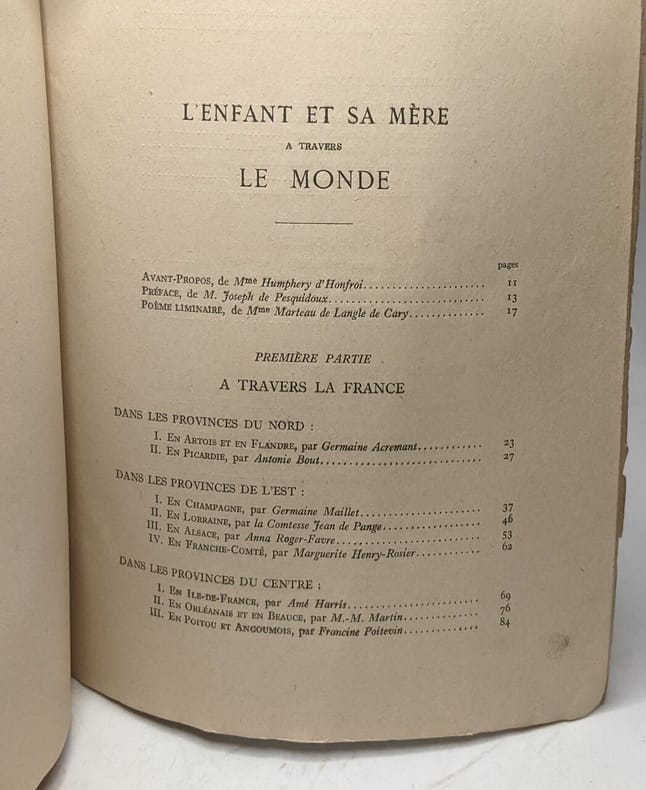 L'ENFANT ET SA MÈRE
A TRAVERS
LE MONDE
pages
AVANT-PROPOS, de Mme Humphery d'Honfroi...................... 11
PRÉFACE, de M. Joseph de Pesquidoux............................ 13
POÈME LIMINAIRE, de Mme Marteau de Langle de Cary............. 17
PREMIÈRE PARTIE
A TRAVERS LA FRANCE
DANS LES PROVINCES DU NORD :
I. EN ARTOIS ET EN FLANDRE, par Germaine Acremant........... 23
II. EN PICARDIE, par Antonie Bout............................. 27
DANS LES PROVINCES DE L'EST :
I. EN CHAMPAGNE, par Germaine Maillet...................... 37
II. EN LORRAINE, par la Comtesse Jean de Pange................ 46
III. EN ALSACE, par Anna Roger-Favre......................... 53
IV. EN FRANCHE-COMTÉ, par Marguerite Henry-Rosier............ 62
DANS LES PROVINCES DU CENTRE :
I. EN ILE-DE-FRANCE, par Amé Harris........................ 69
II. EN ORLÉANAIS ET EN BEAUCE, par M.-M. Martin.............. 76
III. EN POITOU ET ANGOUMOIS, par Francine Poitevin............. 84